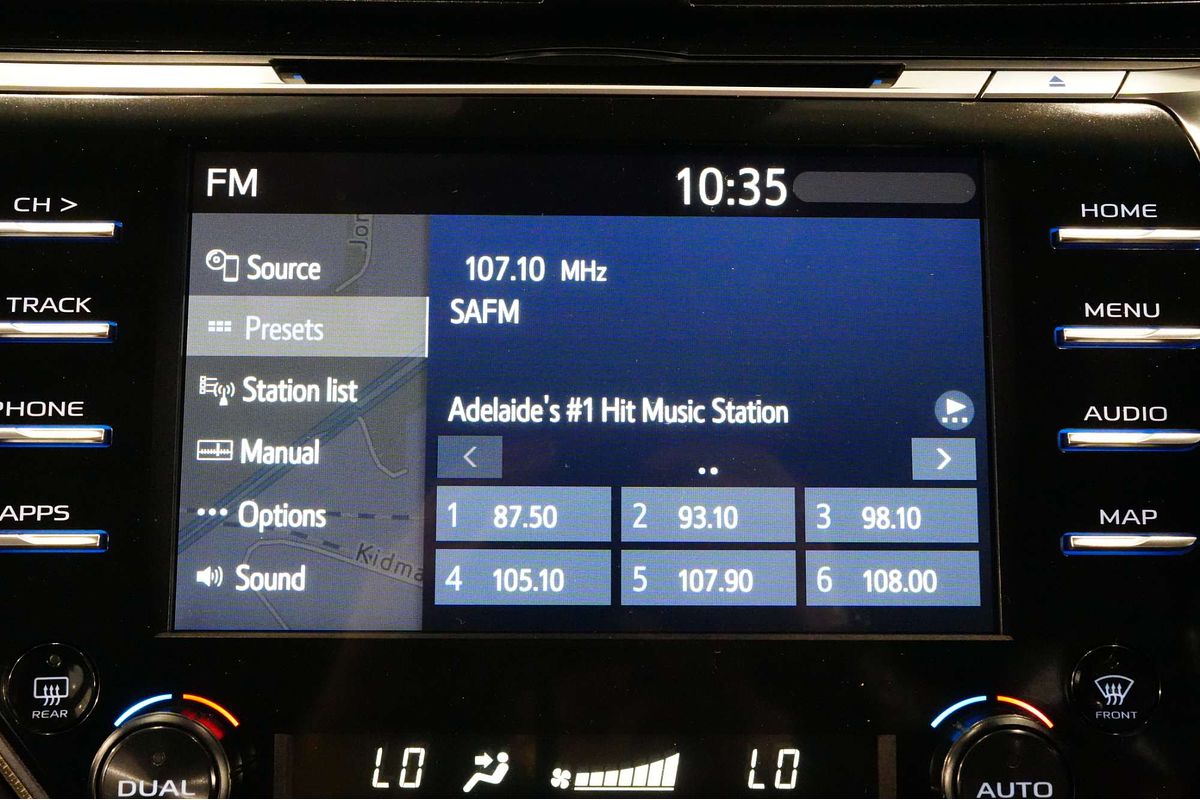 FM
10:35
CH >
TRACK
PHONE
APPS
Source
Presets
Station list
Manual
Options
Sound
107.10 MHz
SAFM
Adelaide's #1 Hit Music Station
<
..
>
1 87.50
2 93.10
3 98.10
4 105.10
5 107.90
6 108.00
HOME
MENU
AUDIO
MAP
REAR
DUAL
LO
LO
AUTO
FRONT